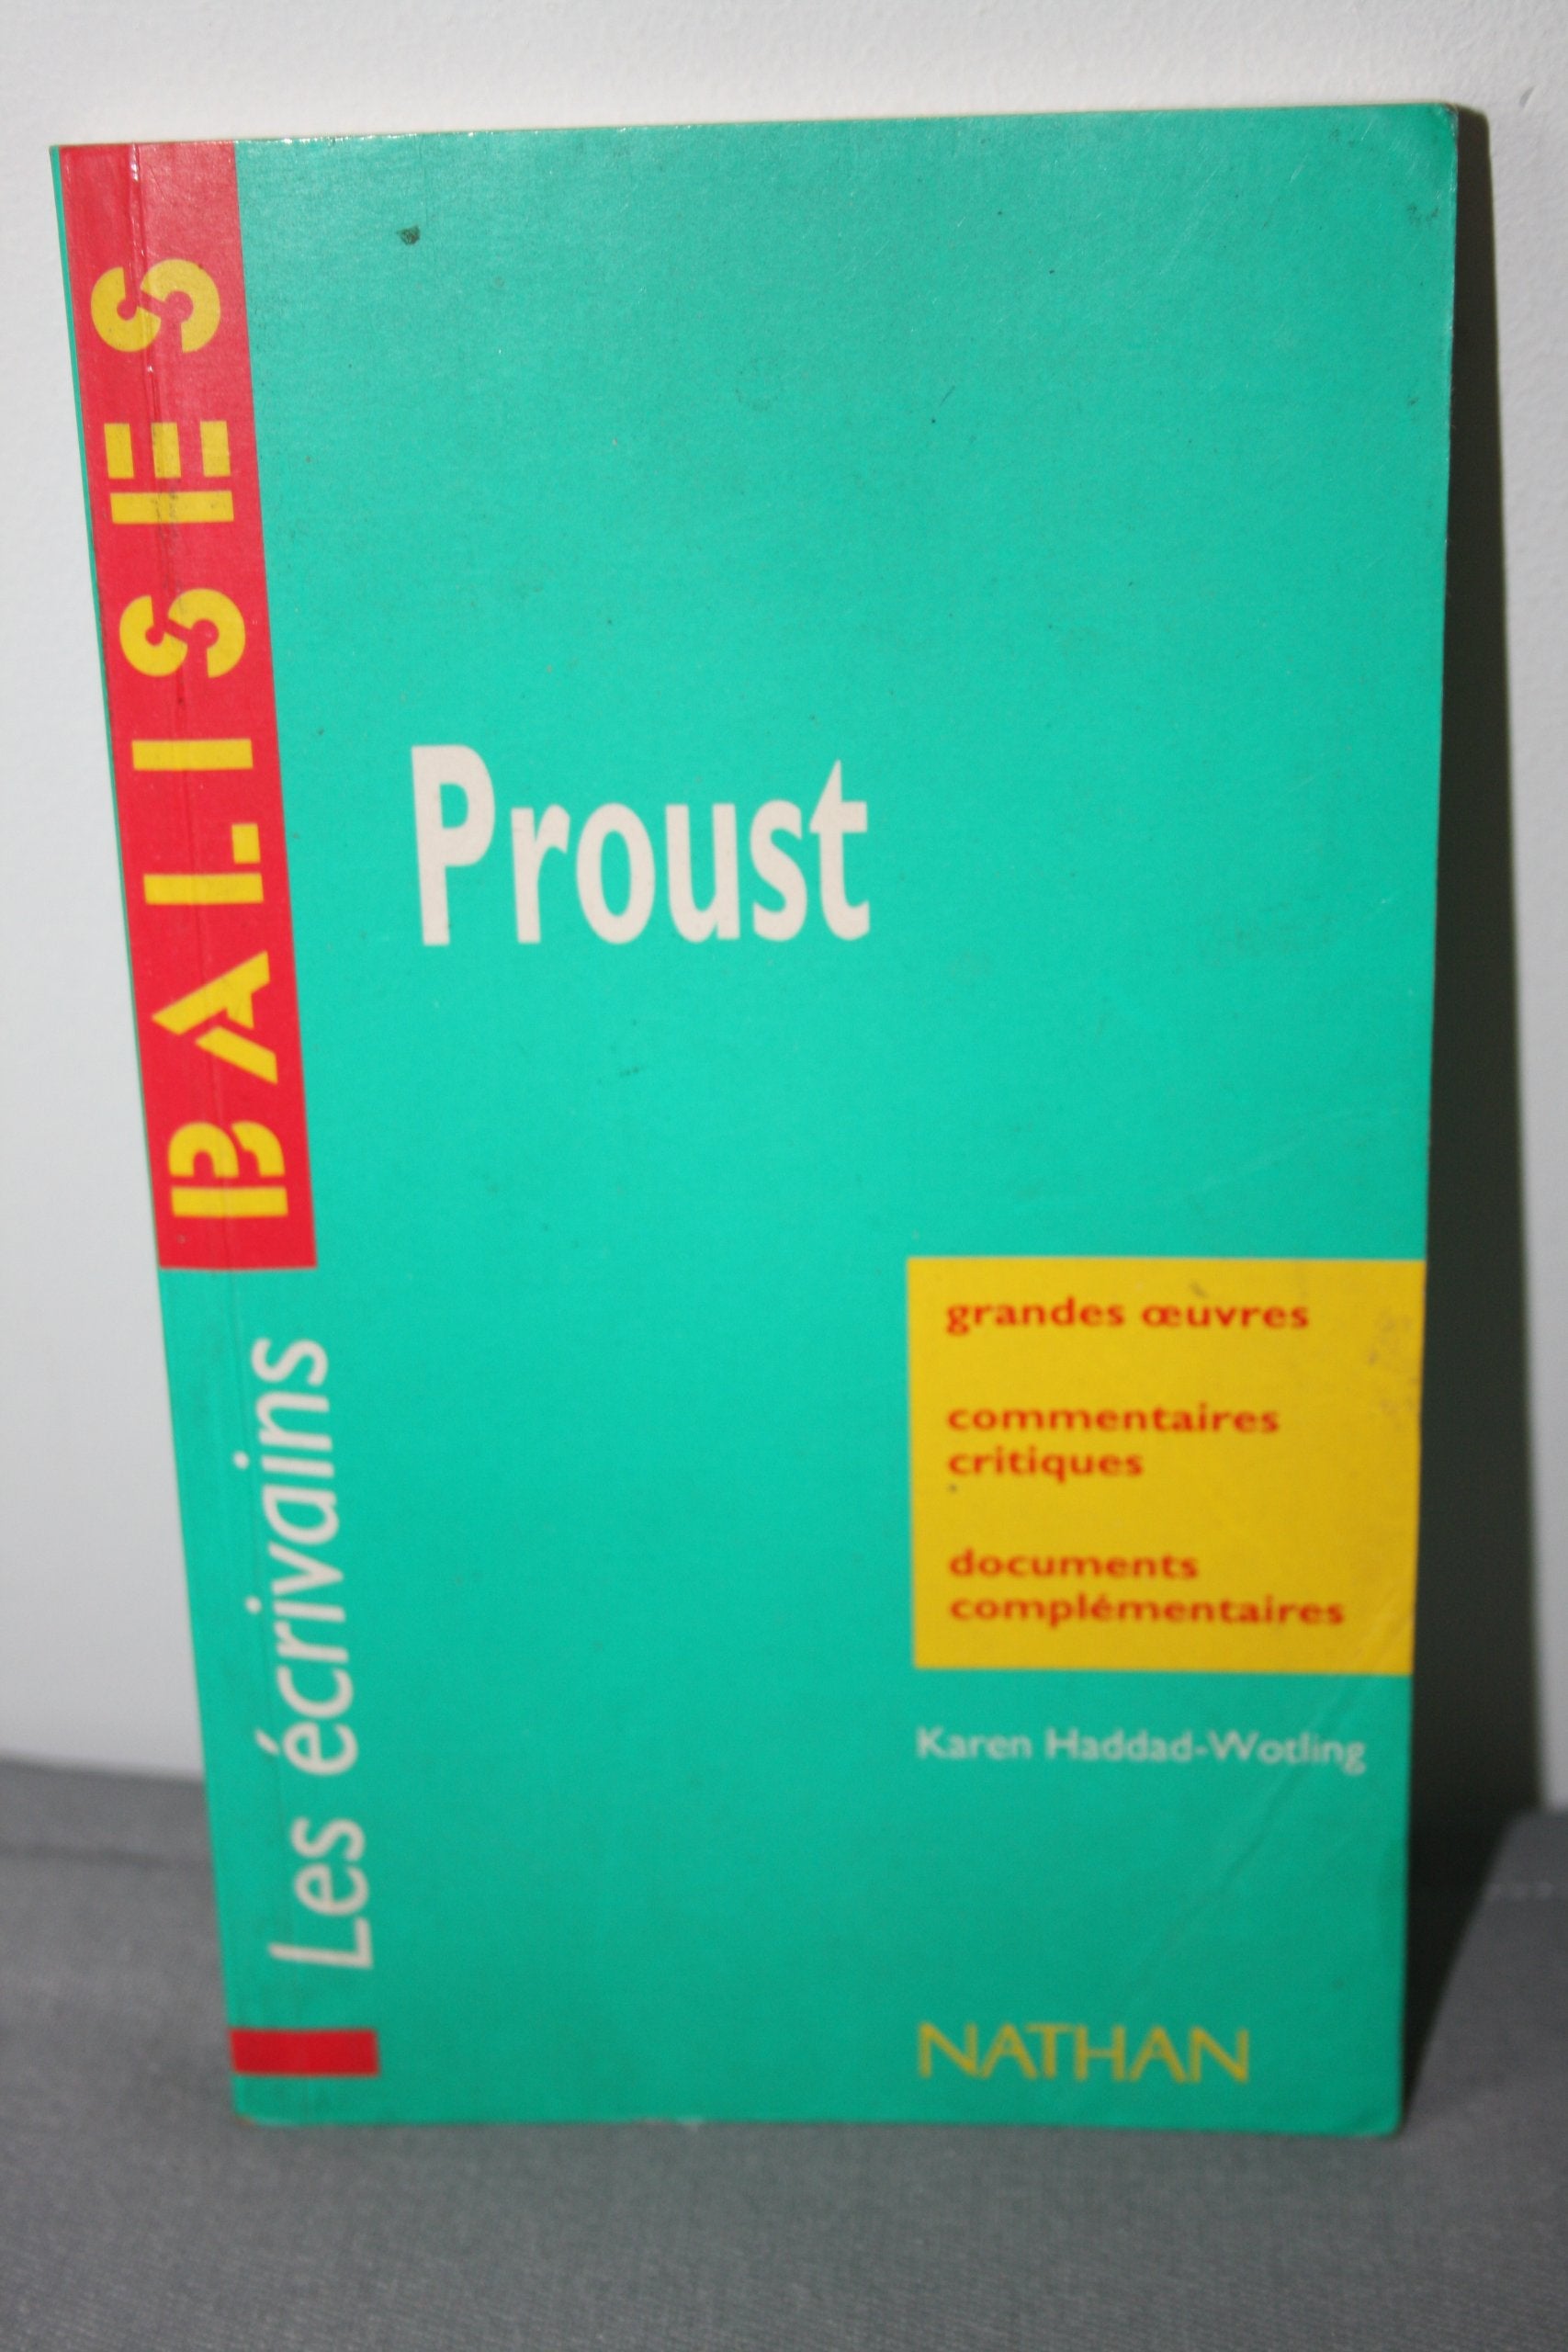 BALISES
Les écrivains
Proust
grandes œuvres
commentaires
critiques
documents
complémentaires
Karen Haddad-Wotling
NATHAN